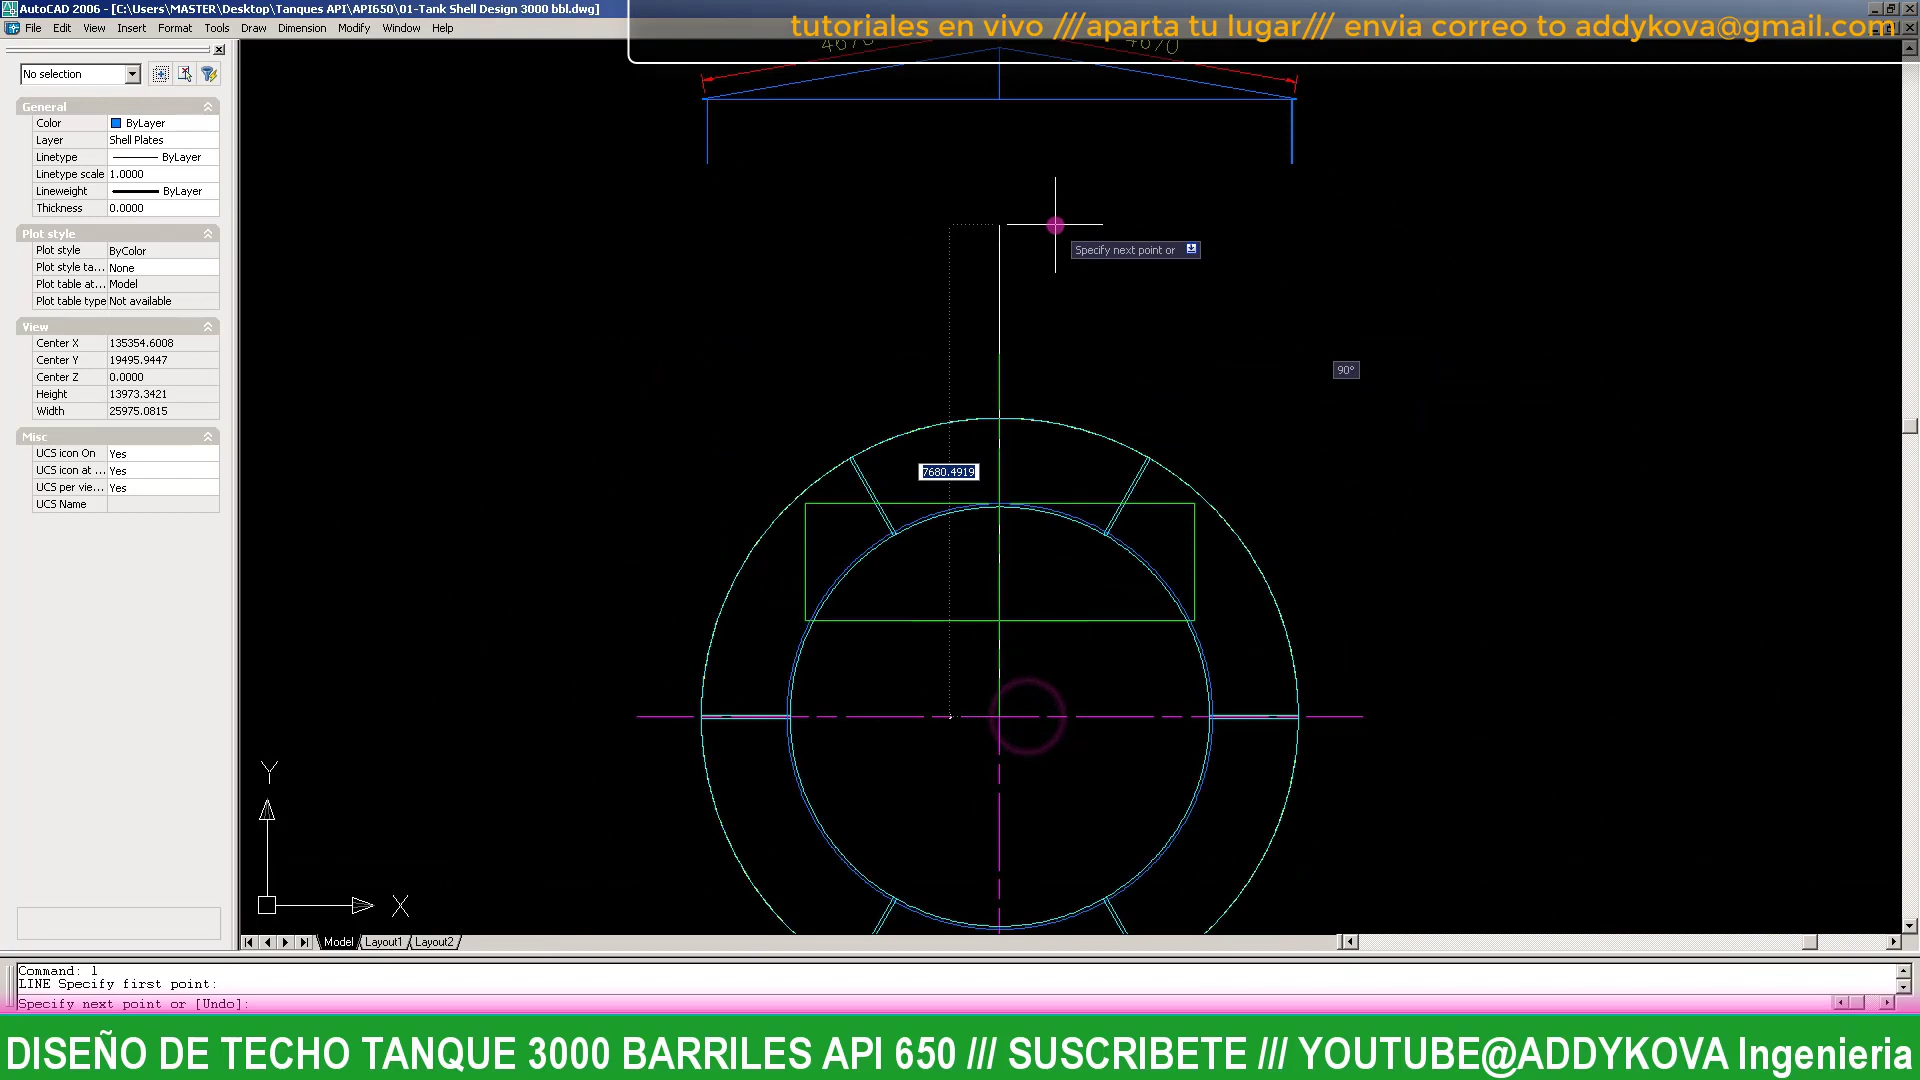 AutoCAD 2006 - [C:\Users\MASTER\Desktop\Tanques API\API650\01-Tank Shell Design 3000 bbl.dwg]
tutoriales en vivo ///aparta tu lugar/// envia correo to addykova@gmail.com
File Edit View Insert Format Tools Draw Dimension Modify Window Help
4670 4670
No selection
General
Color ByLayer
Layer Shell Plates
Linetype ByLayer
Linetype scale 1.0000
Lineweight ByLayer
Thickness 0.0000
Plot style
Plot style ByColor
Plot style ta... None
Plot table at... Model
Plot table type Not available
View
Center X 135354.6008
Center Y 19495.9447
Center Z 0.0000
Height 13973.3421
Width 25975.0815
Misc
UCS icon On Yes
UCS icon at ... Yes
UCS per vie... Yes
UCS Name
Specify next point or
90°
7680.4919
Y
X
Model Layout1 Layout2
Command: l
LINE Specify first point:
Specify next point or [Undo]:
DISEÑO DE TECHO TANQUE 3000 BARRILES API 650 /// SUSCRIBETE /// YOUTUBE@ADDYKOVA Ingenieria